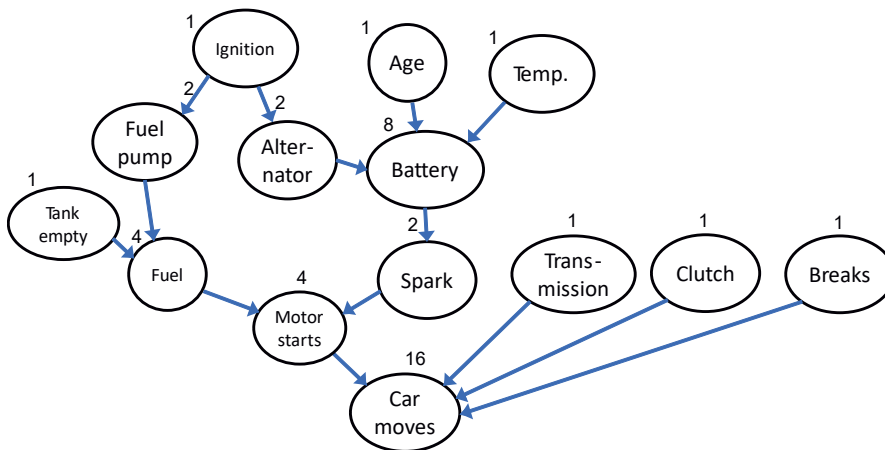 1
Ignition
1
Age
1
Temp.
2
2
Fuel
pump
8
Alter-
nator
Battery
1
Tank
empty
4
Fuel
2
Spark
1
Trans-
mission
1
Clutch
1
Breaks
4
Motor
starts
16
Car
moves